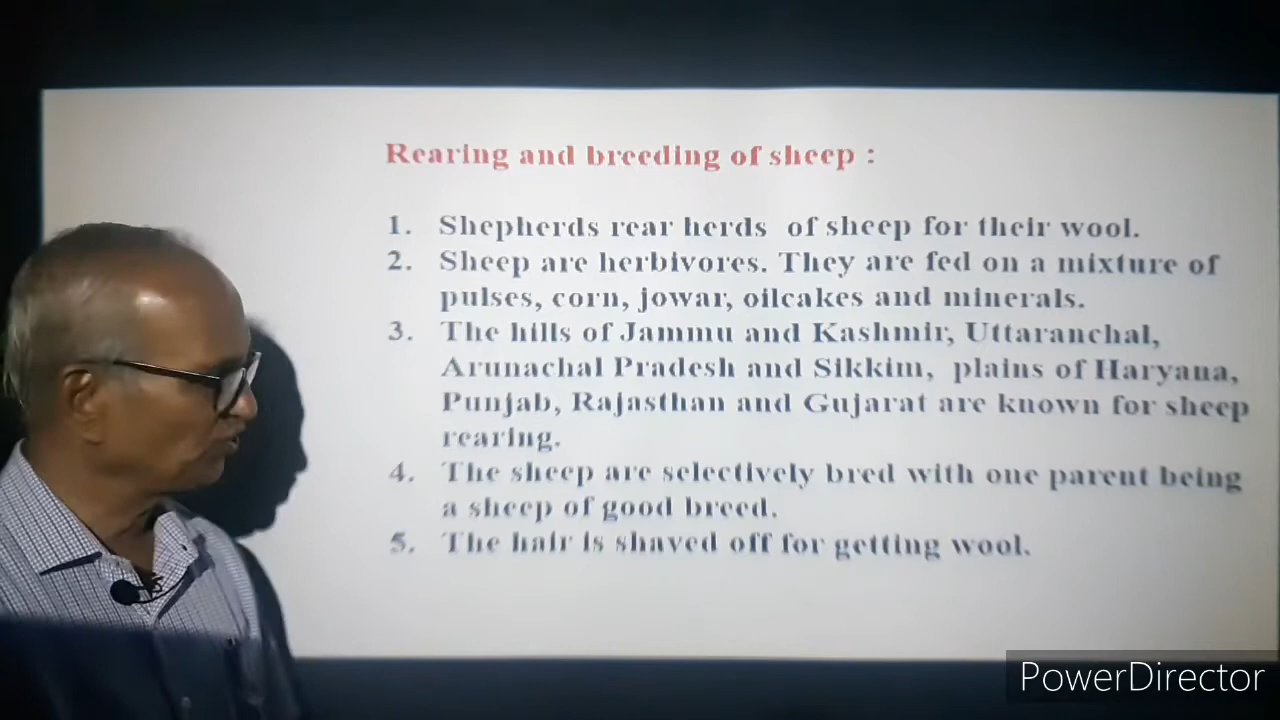 Rearing and breeding of sheep :
1. Shepherds rear herds of sheep for their wool.
2. Sheep are herbivores. They are fed on a mixture of
pulses, corn, jowar, oilcakes and minerals.
3. The hills of Jammu and Kashmir, Uttaranchal,
Arunachal Pradesh and Sikkim, plains of Haryana,
Punjab, Rajasthan and Gujarat are known for sheep
rearing.
4. The sheep are selectively bred with one parent being
a sheep of good breed.
5. The hair is shaved off for getting wool.
PowerDirector